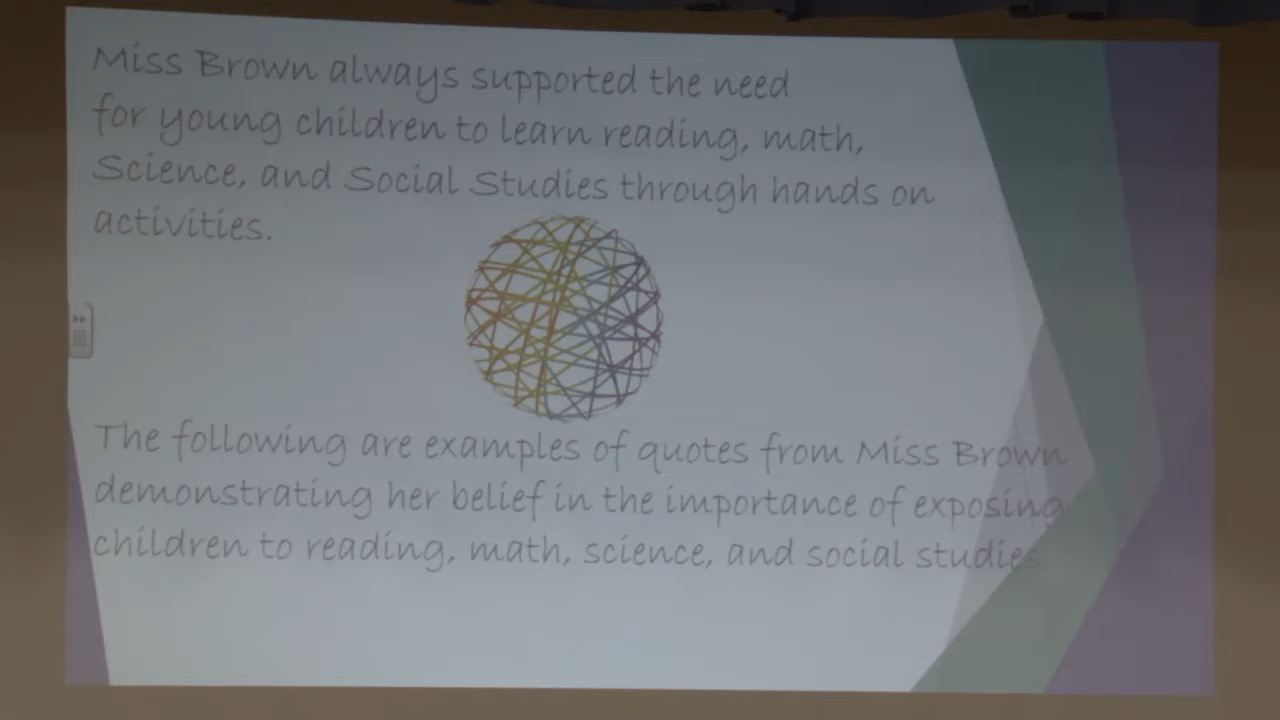 Miss Brown always supported the need
for young children to learn reading, math,
Science, and Social Studies through hands on
activities.
The following are examples of quotes from Miss Brown
demonstrating her belief in the importance of exposing
children to reading, math, science, and social studies